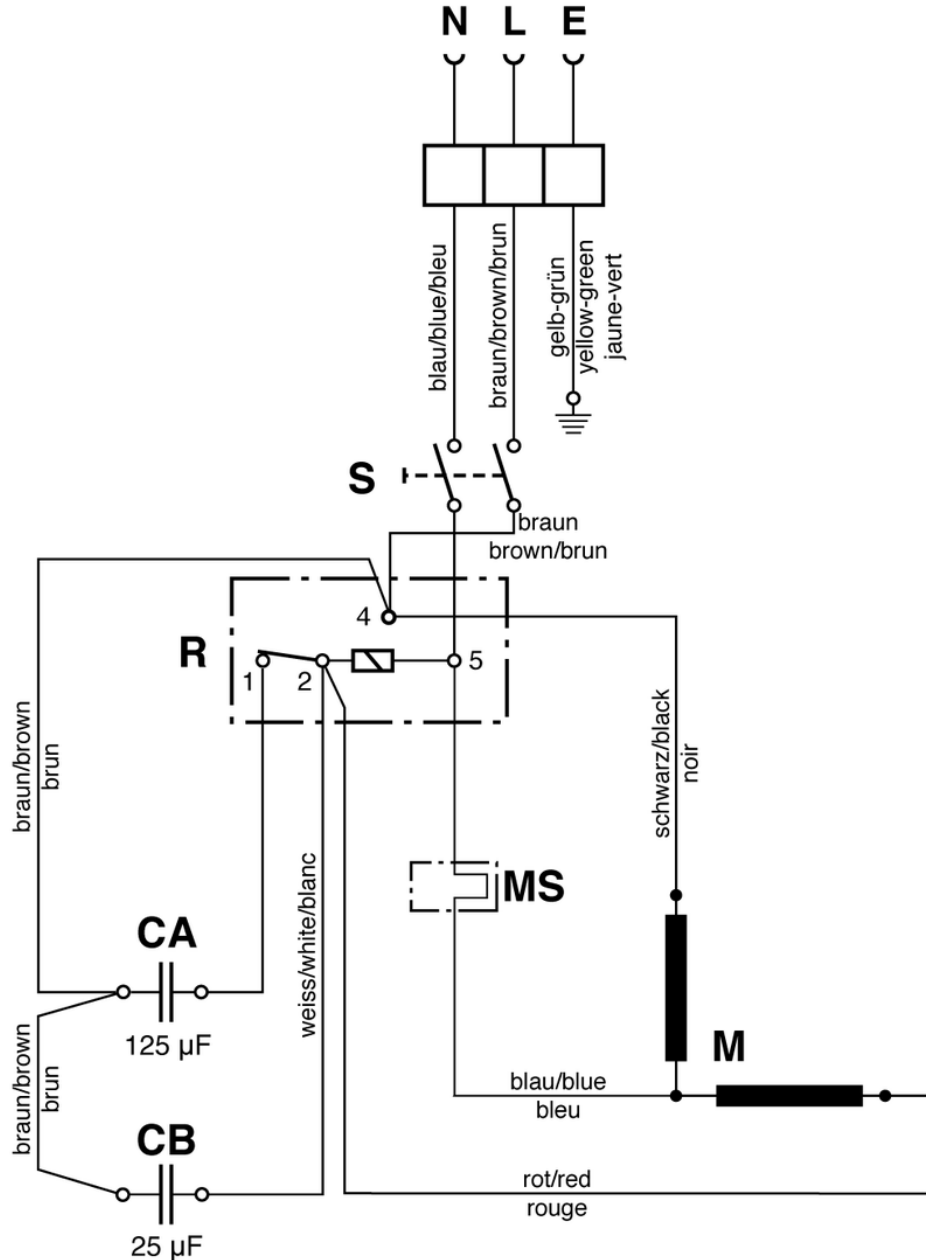 N L E
blau/blue/bleu
braun/brown/brun
gelb-grün
yellow-green
jaune-vert
S
braun
brown/brun
4
R
1 2 5
braun/brown
brun
schwarz/black
noir
weiss/white/blanc
MS
CA
125 µF
braun/brown
brun
M
blau/blue
bleu
CB
25 µF
rot/red
rouge